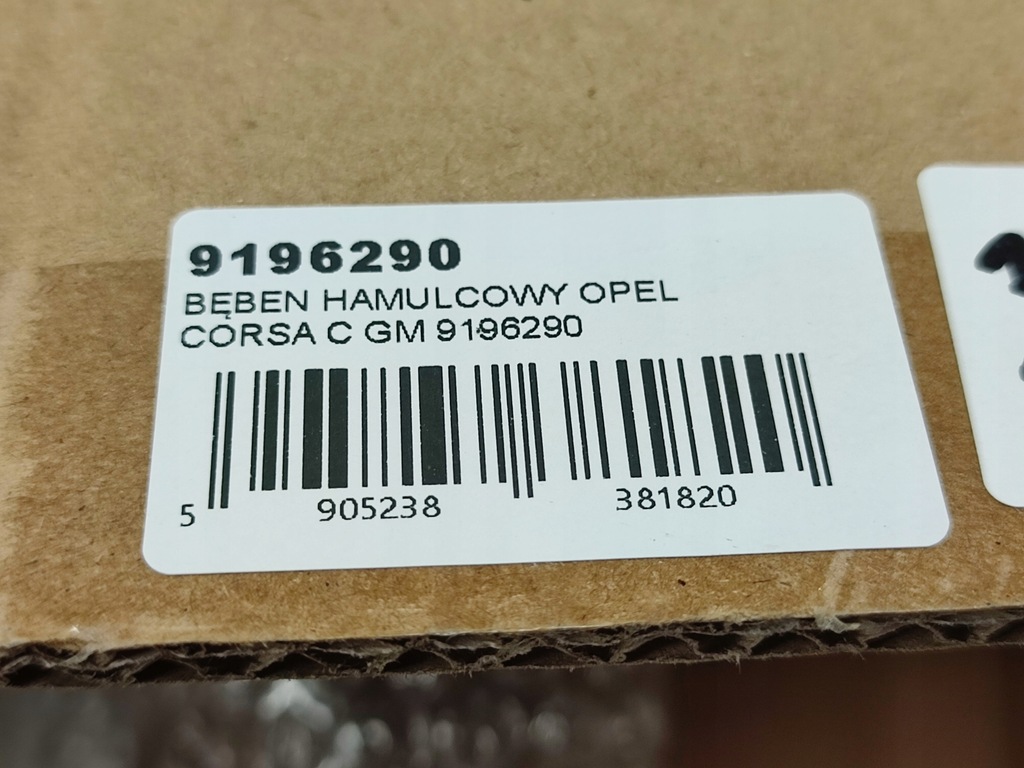 9196290
BĘBEN HAMULCOWY OPEL
CORSA C GM 9196290
5 905238 381820